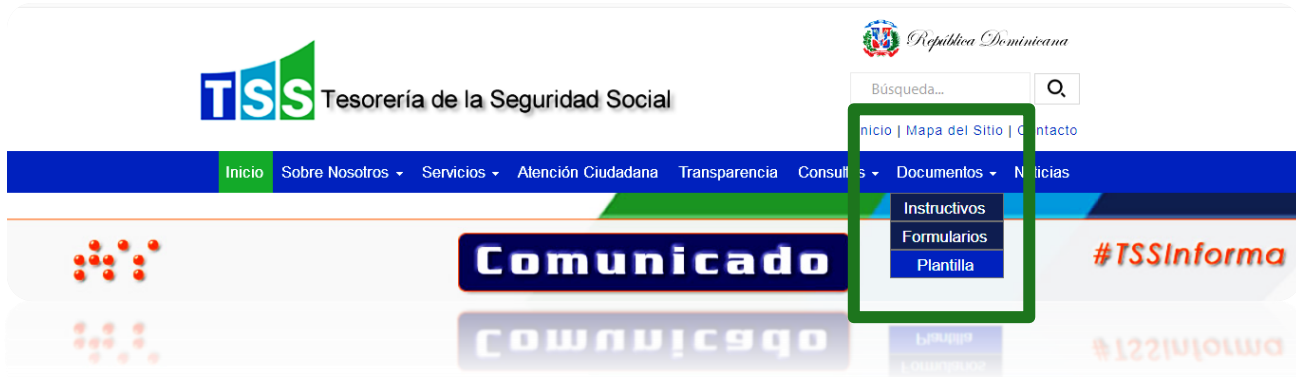 República Dominicana
TSS Tesorería de la Seguridad Social
Búsqueda...
nicio | Mapa del Sitio | C ntacto
Inicio Sobre Nosotros Servicios Atención Ciudadana Transparencia Consult s Documentos N ticias
Instructivos
Formularios
Plantilla
Comunicado
#TSSInforma